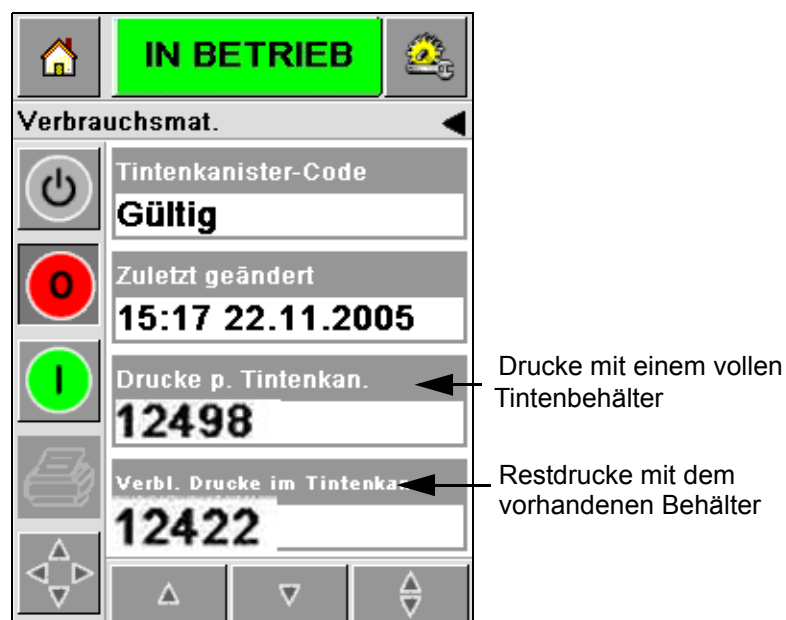 IN BETRIEB
Verbrauchsmat.
Tintenkanister-Code
Gültig
Zuletzt geändert
15:17 22.11.2005
O
I
Drucke p. Tintenkan.
12498
Drucke mit einem vollen
Tintenbehälter
Verbl. Drucke im Tintenka
12422
Restdrucke mit dem
vorhandenen Behälter